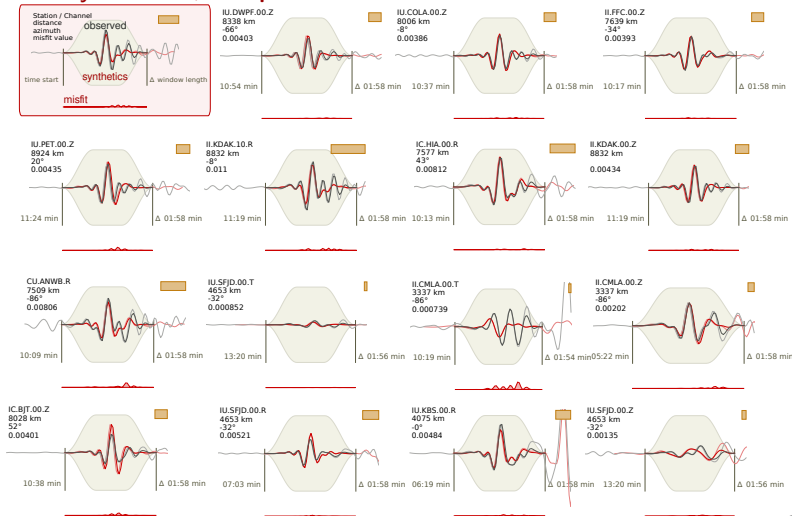 Station / Channel
distance
azimuth
misfit value
observed
time start
synthetics
Δ window length
misfit
IU.DWPF.00.Z
8338 km
-66°
0.00403
10:54 min
Δ 01:58 min
IU.COLA.00.Z
8006 km
-8°
0.00386
10:37 min
Δ 01:58 min
II.FFC.00.Z
7639 km
-34°
0.00393
10:17 min
Δ 01:58 min
IU.PET.00.Z
8924 km
20°
0.00435
11:24 min
Δ 01:58 min
II.KDAK.10.R
8832 km
-8°
0.011
11:19 min
Δ 01:58 min
IC.HIA.00.R
7577 km
43°
0.00812
10:13 min
Δ 01:58 min
II.KDAK.00.Z
8832 km
0.00434
11:19 min
Δ 01:58 min
CU.ANWB.R
7509 km
-86°
0.00806
10:09 min
Δ 01:58 min
IU.SFJD.00.T
4653 km
-32°
0.000852
13:20 min
Δ 01:56 min
II.CMLA.00.T
3337 km
-86°
0.000739
10:19 min
Δ 01:54 min
II.CMLA.00.Z
3337 km
-86°
0.00202
05:22 min
Δ 01:58 min
IC.BJT.00.Z
8028 km
52°
0.00401
10:38 min
Δ 01:58 min
IU.SFJD.00.R
4653 km
-32°
0.00521
07:03 min
Δ 01:58 min
IU.KBS.00.R
4075 km
-0°
0.00484
06:19 min
Δ 01:58 min
IU.SFJD.00.Z
4653 km
-32°
0.00135
13:20 min
Δ 01:56 min